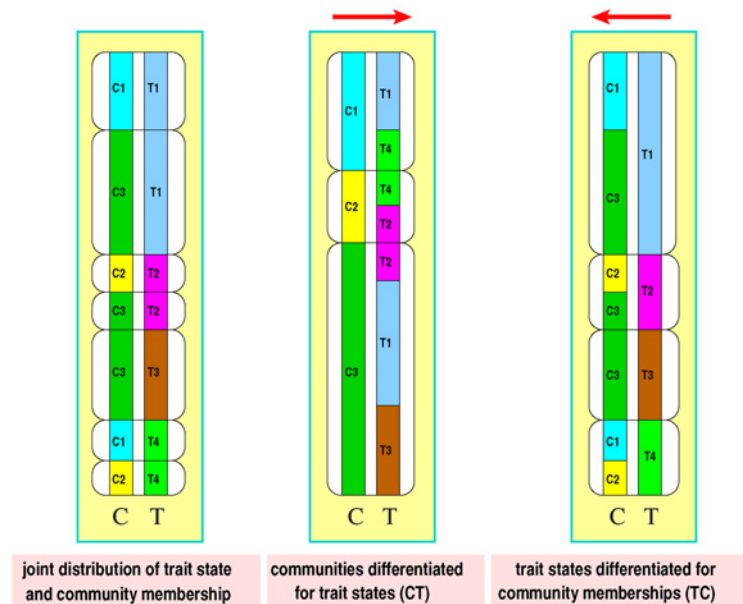 C1 T1
C3 T1
C2 T2
C3 T2
C3 T3
C1 T4
C2 T4
C T
joint distribution of trait state
and community membership
C1 T1
T4
C2 T4
T2
T2
C3 T1
T3
C T
communities differentiated
for trait states (CT)
C1
T1
C3
C2
T2
C3
C3 T3
C1
T4
C2
C T
trait states differentiated for
community memberships (TC)